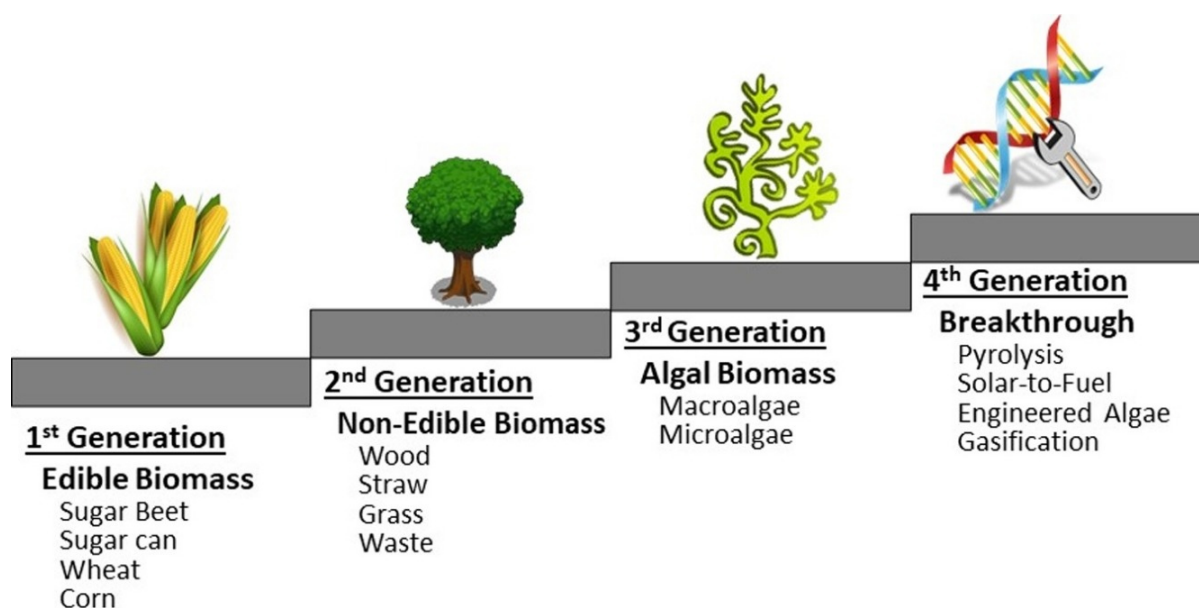 1st Generation
Edible Biomass
Sugar Beet
Sugar can
Wheat
Corn
2nd Generation
Non-Edible Biomass
Wood
Straw
Grass
Waste
3rd Generation
Algal Biomass
Macroalgae
Microalgae
4th Generation
Breakthrough
Pyrolysis
Solar-to-Fuel
Engineered Algae
Gasification